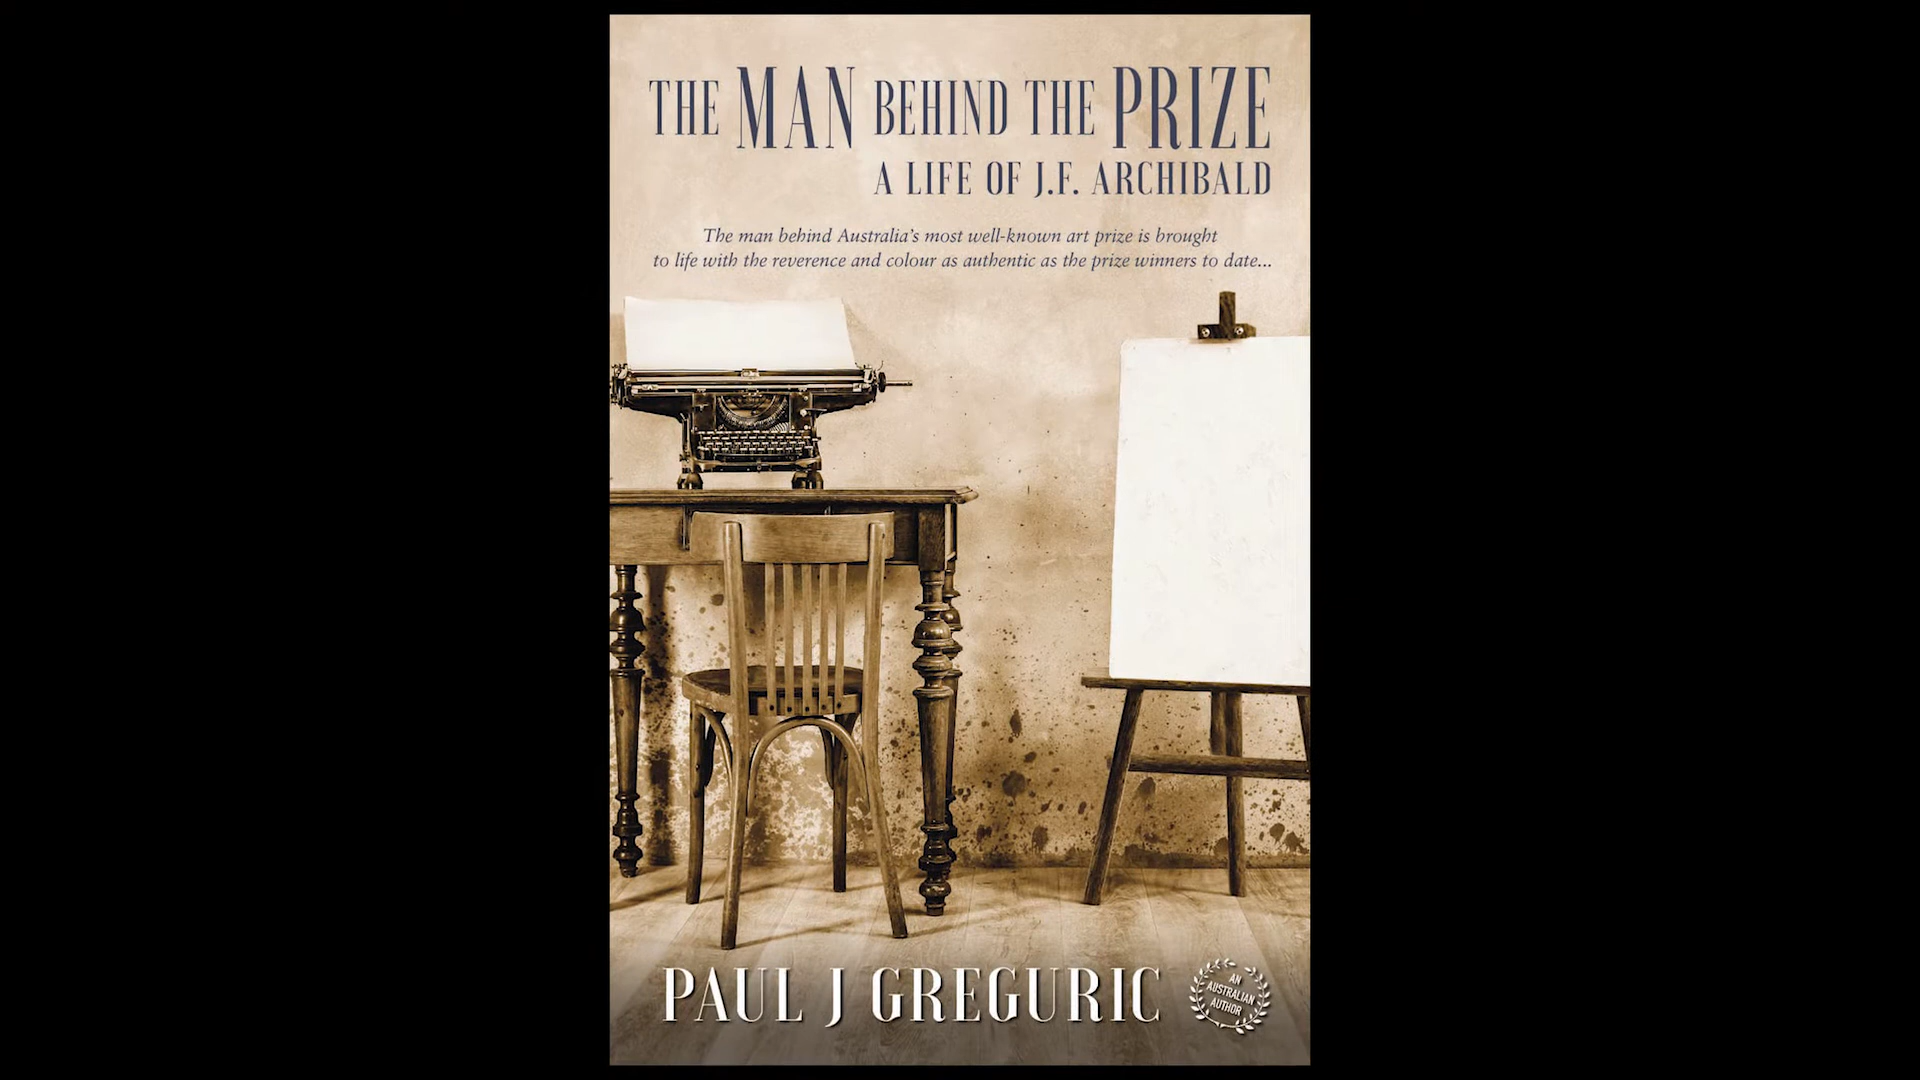 THE MAN BEHIND THE PRIZE
A LIFE OF J.F. ARCHIBALD
The man behind Australia's most well-known art prize is brought
to life with the reverence and colour as authentic as the prize winners to date...
PAUL J GREGURIC
AN
AUSTRALIAN
AUTHOR